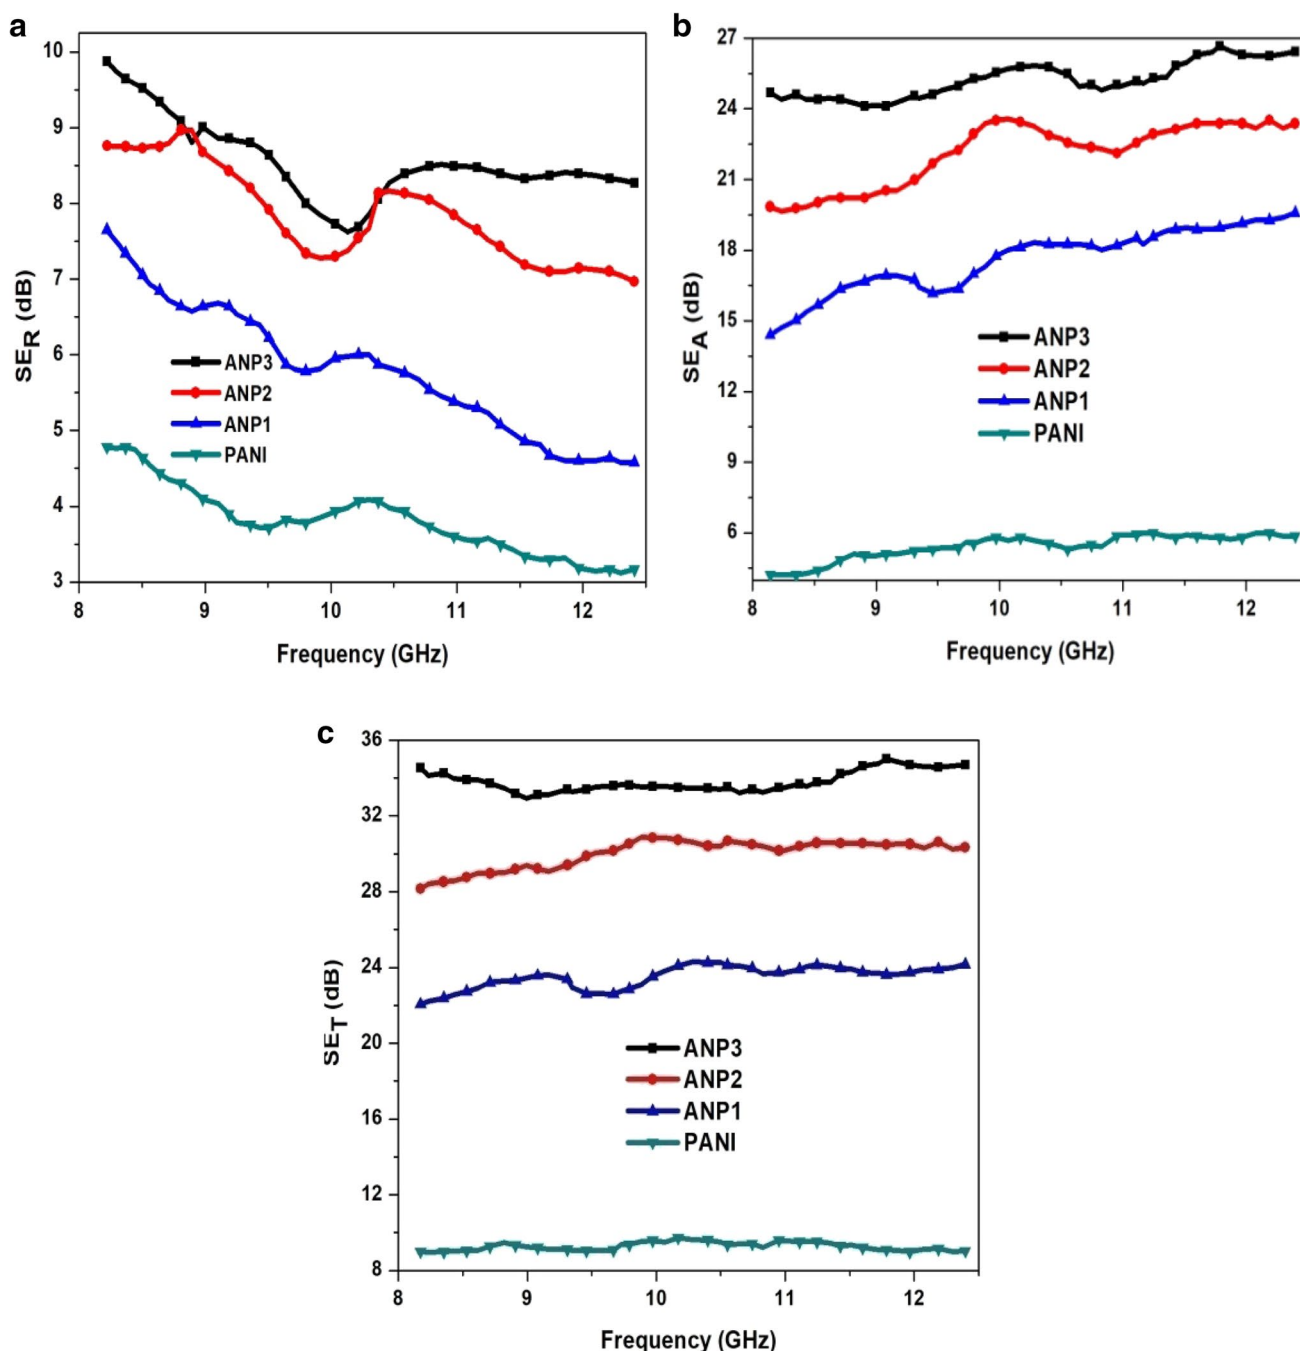 a
10
9
8
7
6
5
4
3
SE_R (dB)
ANP3
ANP2
ANP1
PANI
8 9 10 11 12
Frequency (GHz)
b
27
24
21
18
15
12
9
6
SE_A (dB)
ANP3
ANP2
ANP1
PANI
8 9 10 11 12
Frequency (GHz)
c
36
32
28
24
20
16
12
8
SE_T (dB)
ANP3
ANP2
ANP1
PANI
8 9 10 11 12
Frequency (GHz)